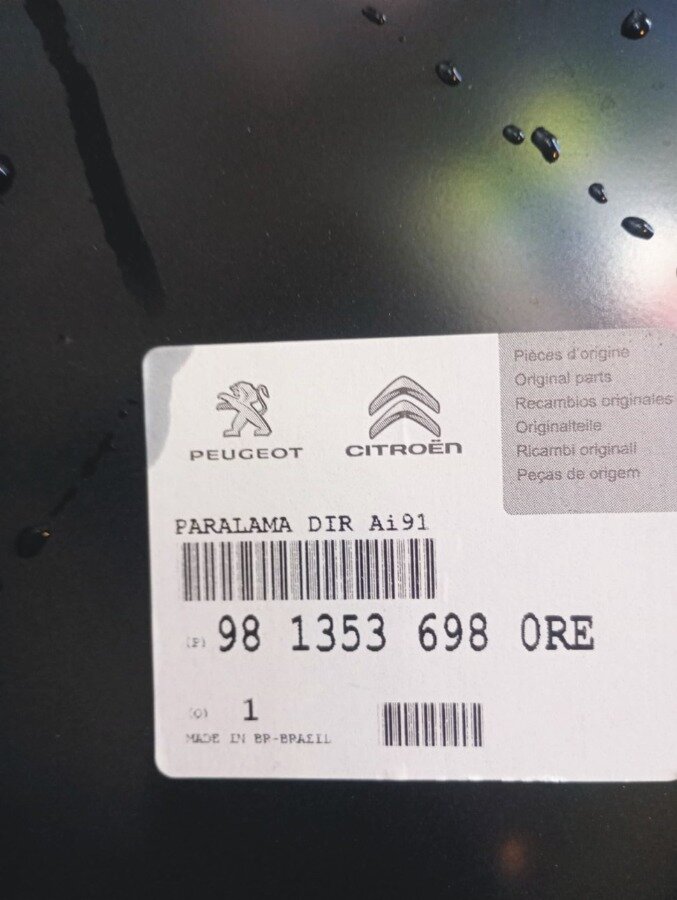 PEUGEOT
CITROËN
Pièces d'origine
Original parts
Recambios originales
Originalteile
Ricambi originali
Peças de origem
PARALAMA DIR Ai91
(P) 98 1353 698 0RE
(Q) 1
MADE IN BR-BRASIL